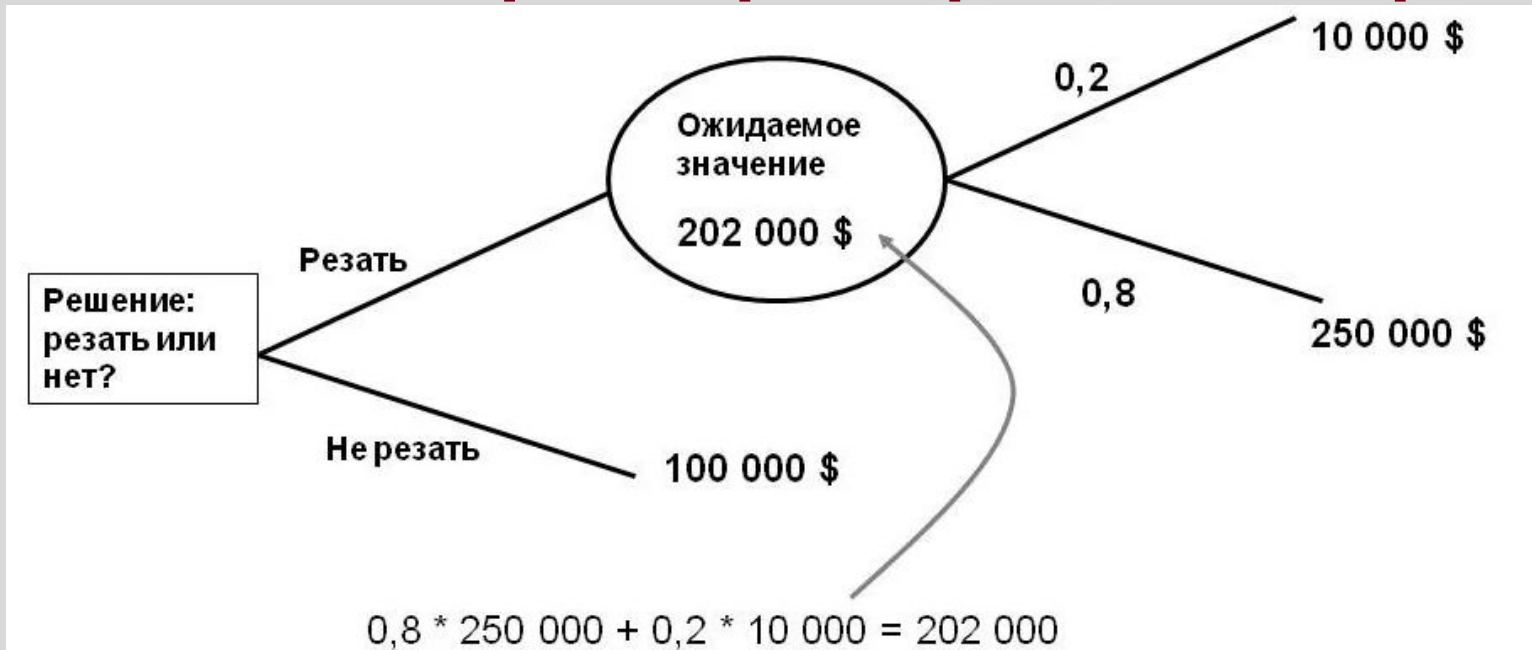 10 000 $
0,2
Ожидаемое
значение
202 000 $
Резать
0,8
Решение:
резать или
нет?
250 000 $
Не резать
100 000 $
0,8 * 250 000 + 0,2 * 10 000 = 202 000